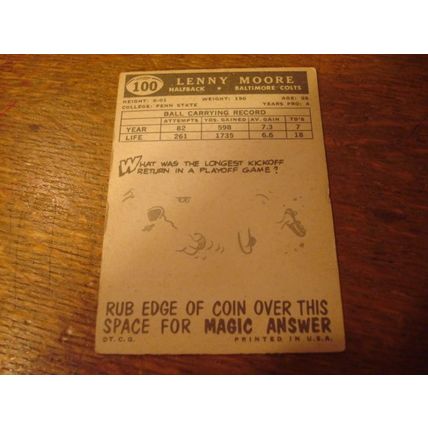 100 LENNY MOORE
HALFBACK • BALTIMORE COLTS
HEIGHT: 6-01 WEIGHT: 190 AGE:
COLLEGE: PENN STATE YEARS PRO:
BALL CARRYING RECORD
ATTEMPTS YDS. GAINED AV. GAIN TD'S
YEAR 82 598 7.3 7
LIFE 261 1735 6.6 18
WHAT WAS THE LONGEST KICKOFF
RETURN IN A PLAYOFF GAME?
RUB EDGE OF COIN OVER THIS
SPACE FOR MAGIC ANSWER
©T. C. G. PRINTED IN U.S.A.